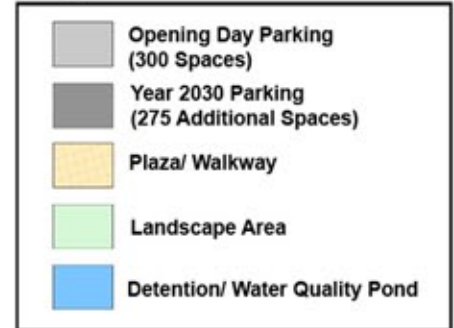 Opening Day Parking
(300 Spaces)
Year 2030 Parking
(275 Additional Spaces)
Plaza/ Walkway
Landscape Area
Detention/ Water Quality Pond